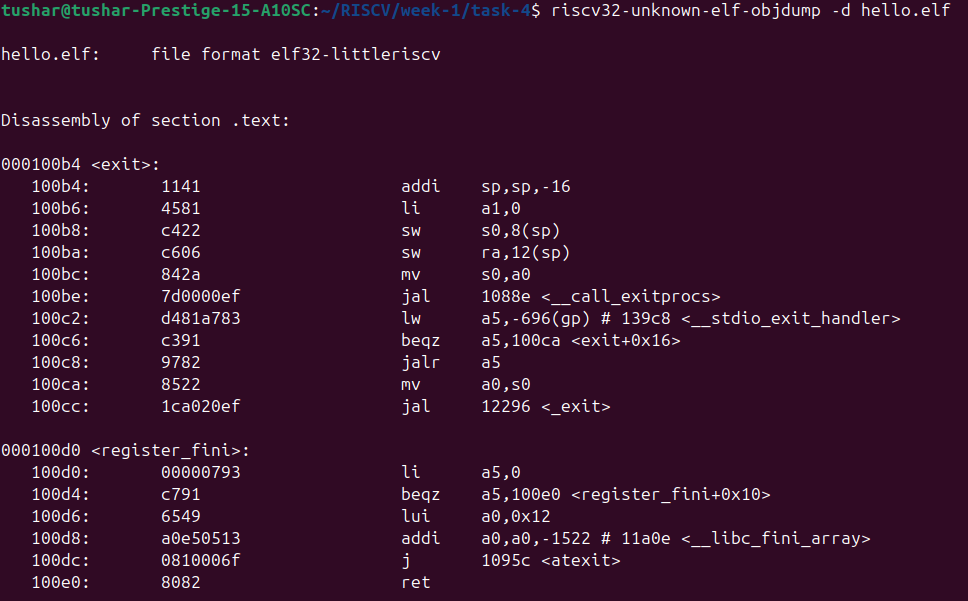 tushar@tushar-Prestige-15-A10SC:~/RISCV/week-1/task-4$ riscv32-unknown-elf-objdump -d hello.elf
hello.elf:     file format elf32-littleriscv
Disassembly of section .text:
000100b4 <exit>:
   100b4:	1141                	addi	sp,sp,-16
   100b6:	4581                	li	a1,0
   100b8:	c422                	sw	s0,8(sp)
   100ba:	c606                	sw	ra,12(sp)
   100bc:	842a                	mv	s0,a0
   100be:	7d0000ef          	jal	1088e <__call_exitprocs>
   100c2:	d481a783          	lw	a5,-696(gp) # 139c8 <__stdio_exit_handler>
   100c6:	c391                	beqz	a5,100ca <exit+0x16>
   100c8:	9782                	jalr	a5
   100ca:	8522                	mv	a0,s0
   100cc:	1ca020ef          	jal	12296 <_exit>
000100d0 <register_fini>:
   100d0:	00000793          	li	a5,0
   100d4:	c791                	beqz	a5,100e0 <register_fini+0x10>
   100d6:	6549                	lui	a0,0x12
   100d8:	a0e50513          	addi	a0,a0,-1522 # 11a0e <__libc_fini_array>
   100dc:	0810006f          	j	1095c <atexit>
   100e0:	8082                	ret